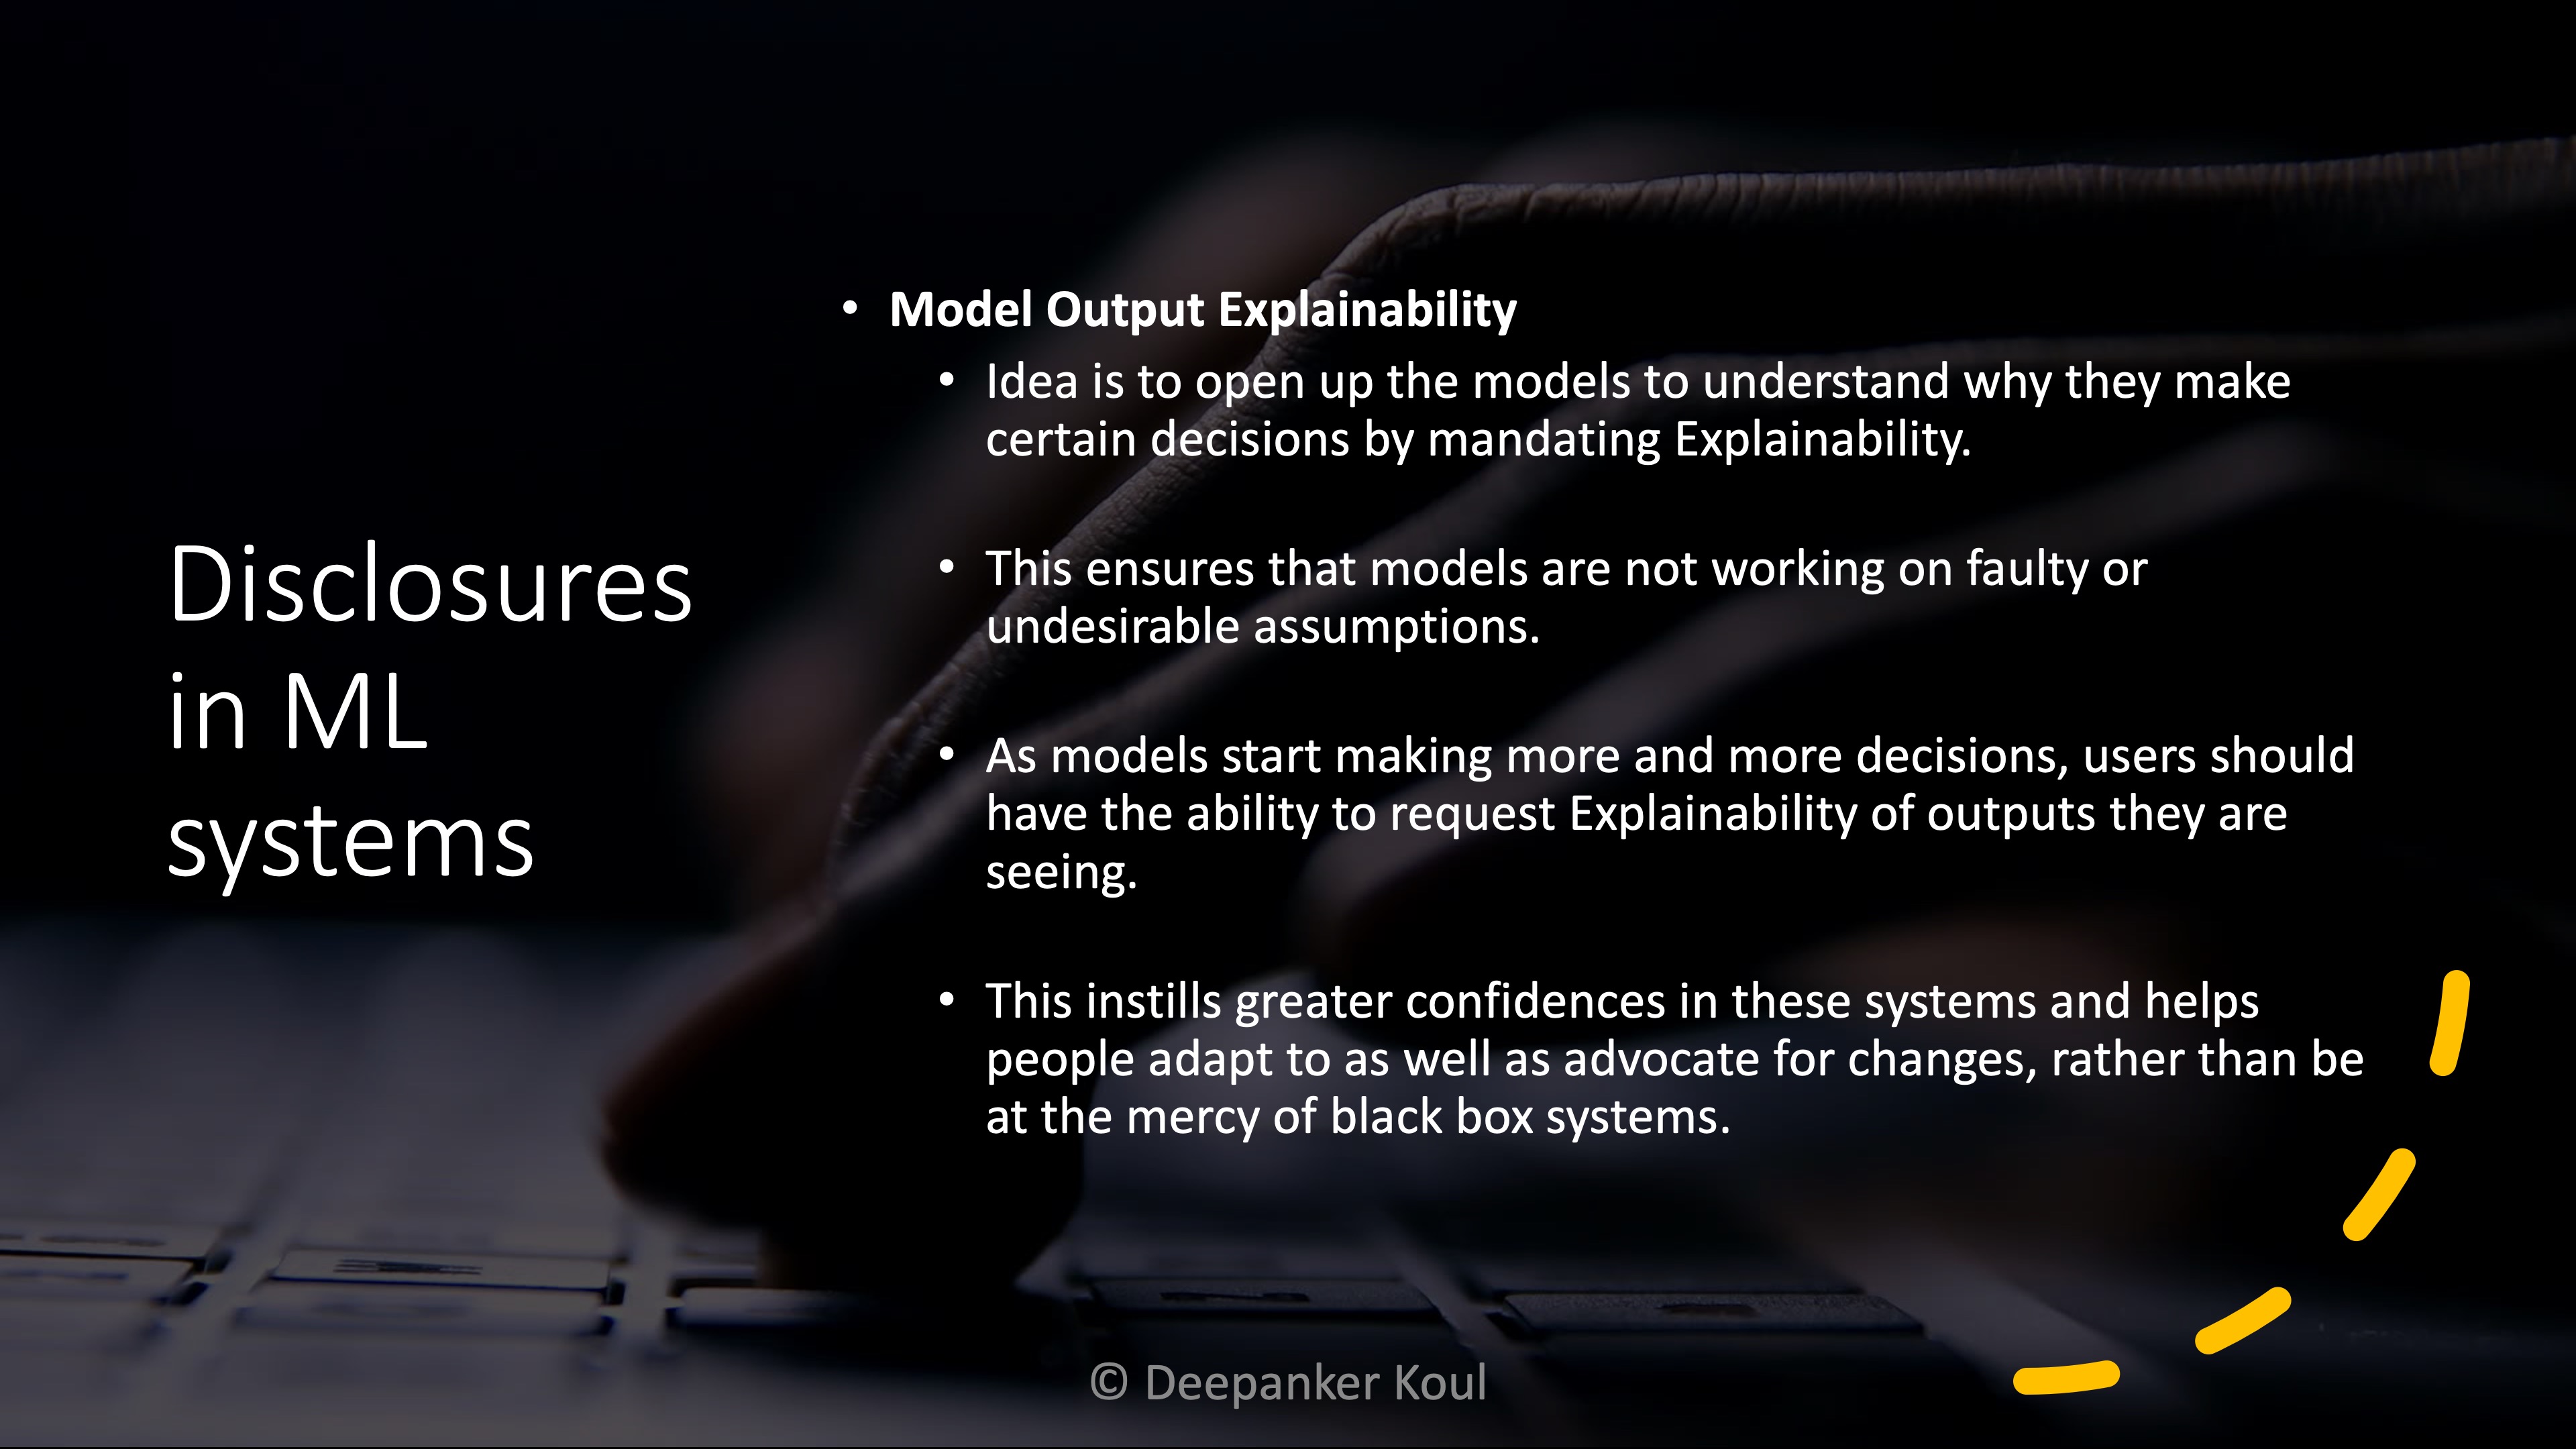 Disclosures
in ML
systems
• Model Output Explainability
• Idea is to open up the models to understand why they make
certain decisions by mandating Explainability.
• This ensures that models are not working on faulty or
undesirable assumptions.
• As models start making more and more decisions, users should
have the ability to request Explainability of outputs they are
seeing.
• This instills greater confidences in these systems and helps
people adapt to as well as advocate for changes, rather than be
at the mercy of black box systems.
© Deepanker Koul